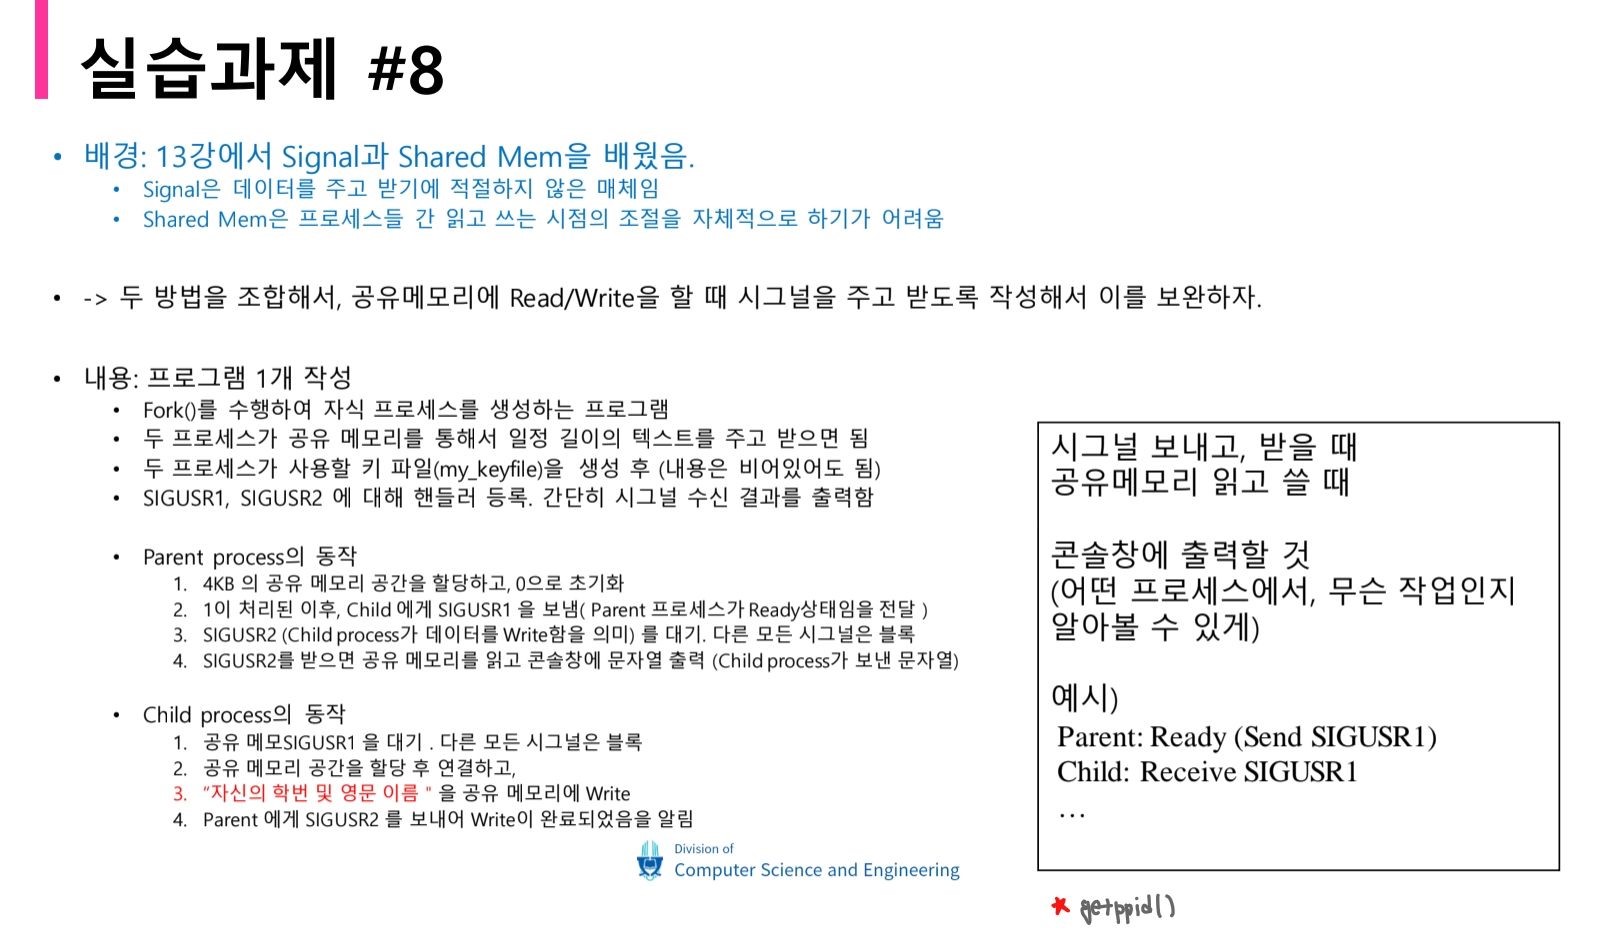 실습과제 #8
• 배경: 13강에서 Signal과 Shared Mem을 배웠음.
• Signal은 데이터를 주고 받기에 적절하지 않은 매체임
• Shared Mem은 프로세스들 간 읽고 쓰는 시점의 조절을 자체적으로 하기가 어려움
• -> 두 방법을 조합해서, 공유메모리에 Read/Write을 할 때 시그널을 주고 받도록 작성해서 이를 보완하자.
• 내용: 프로그램 1개 작성
• Fork()를 수행하여 자식 프로세스를 생성하는 프로그램
• 두 프로세스가 공유 메모리를 통해서 일정 길이의 텍스트를 주고 받으면 됨
• 두 프로세스가 사용할 키 파일(my_keyfile)을 생성 후 (내용은 비어있어도 됨)
• SIGUSR1, SIGUSR2 에 대해 핸들러 등록. 간단히 시그널 수신 결과를 출력함
• Parent process의 동작
1. 4KB 의 공유 메모리 공간을 할당하고, 0으로 초기화
2. 1이 처리된 이후, Child 에게 SIGUSR1 을 보냄( Parent 프로세스가 Ready상태임을 전달 )
3. SIGUSR2 (Child process가 데이터를 Write함을 의미) 를 대기. 다른 모든 시그널은 블록
4. SIGUSR2를 받으면 공유 메모리를 읽고 콘솔창에 문자열 출력 (Child process가 보낸 문자열)
• Child process의 동작
1. 공유 메모SIGUSR1 을 대기 . 다른 모든 시그널은 블록
2. 공유 메모리 공간을 할당 후 연결하고,
3. “자신의 학번 및 영문 이름 " 을 공유 메모리에 Write
4. Parent 에게 SIGUSR2 를 보내어 Write이 완료되었음을 알림
시그널 보내고, 받을 때
공유메모리 읽고 쓸 때
콘솔창에 출력할 것
(어떤 프로세스에서, 무슨 작업인지
알아볼 수 있게)
예시)
Parent: Ready (Send SIGUSR1)
Child: Receive SIGUSR1
…
Division of
Computer Science and Engineering
★ getppid()